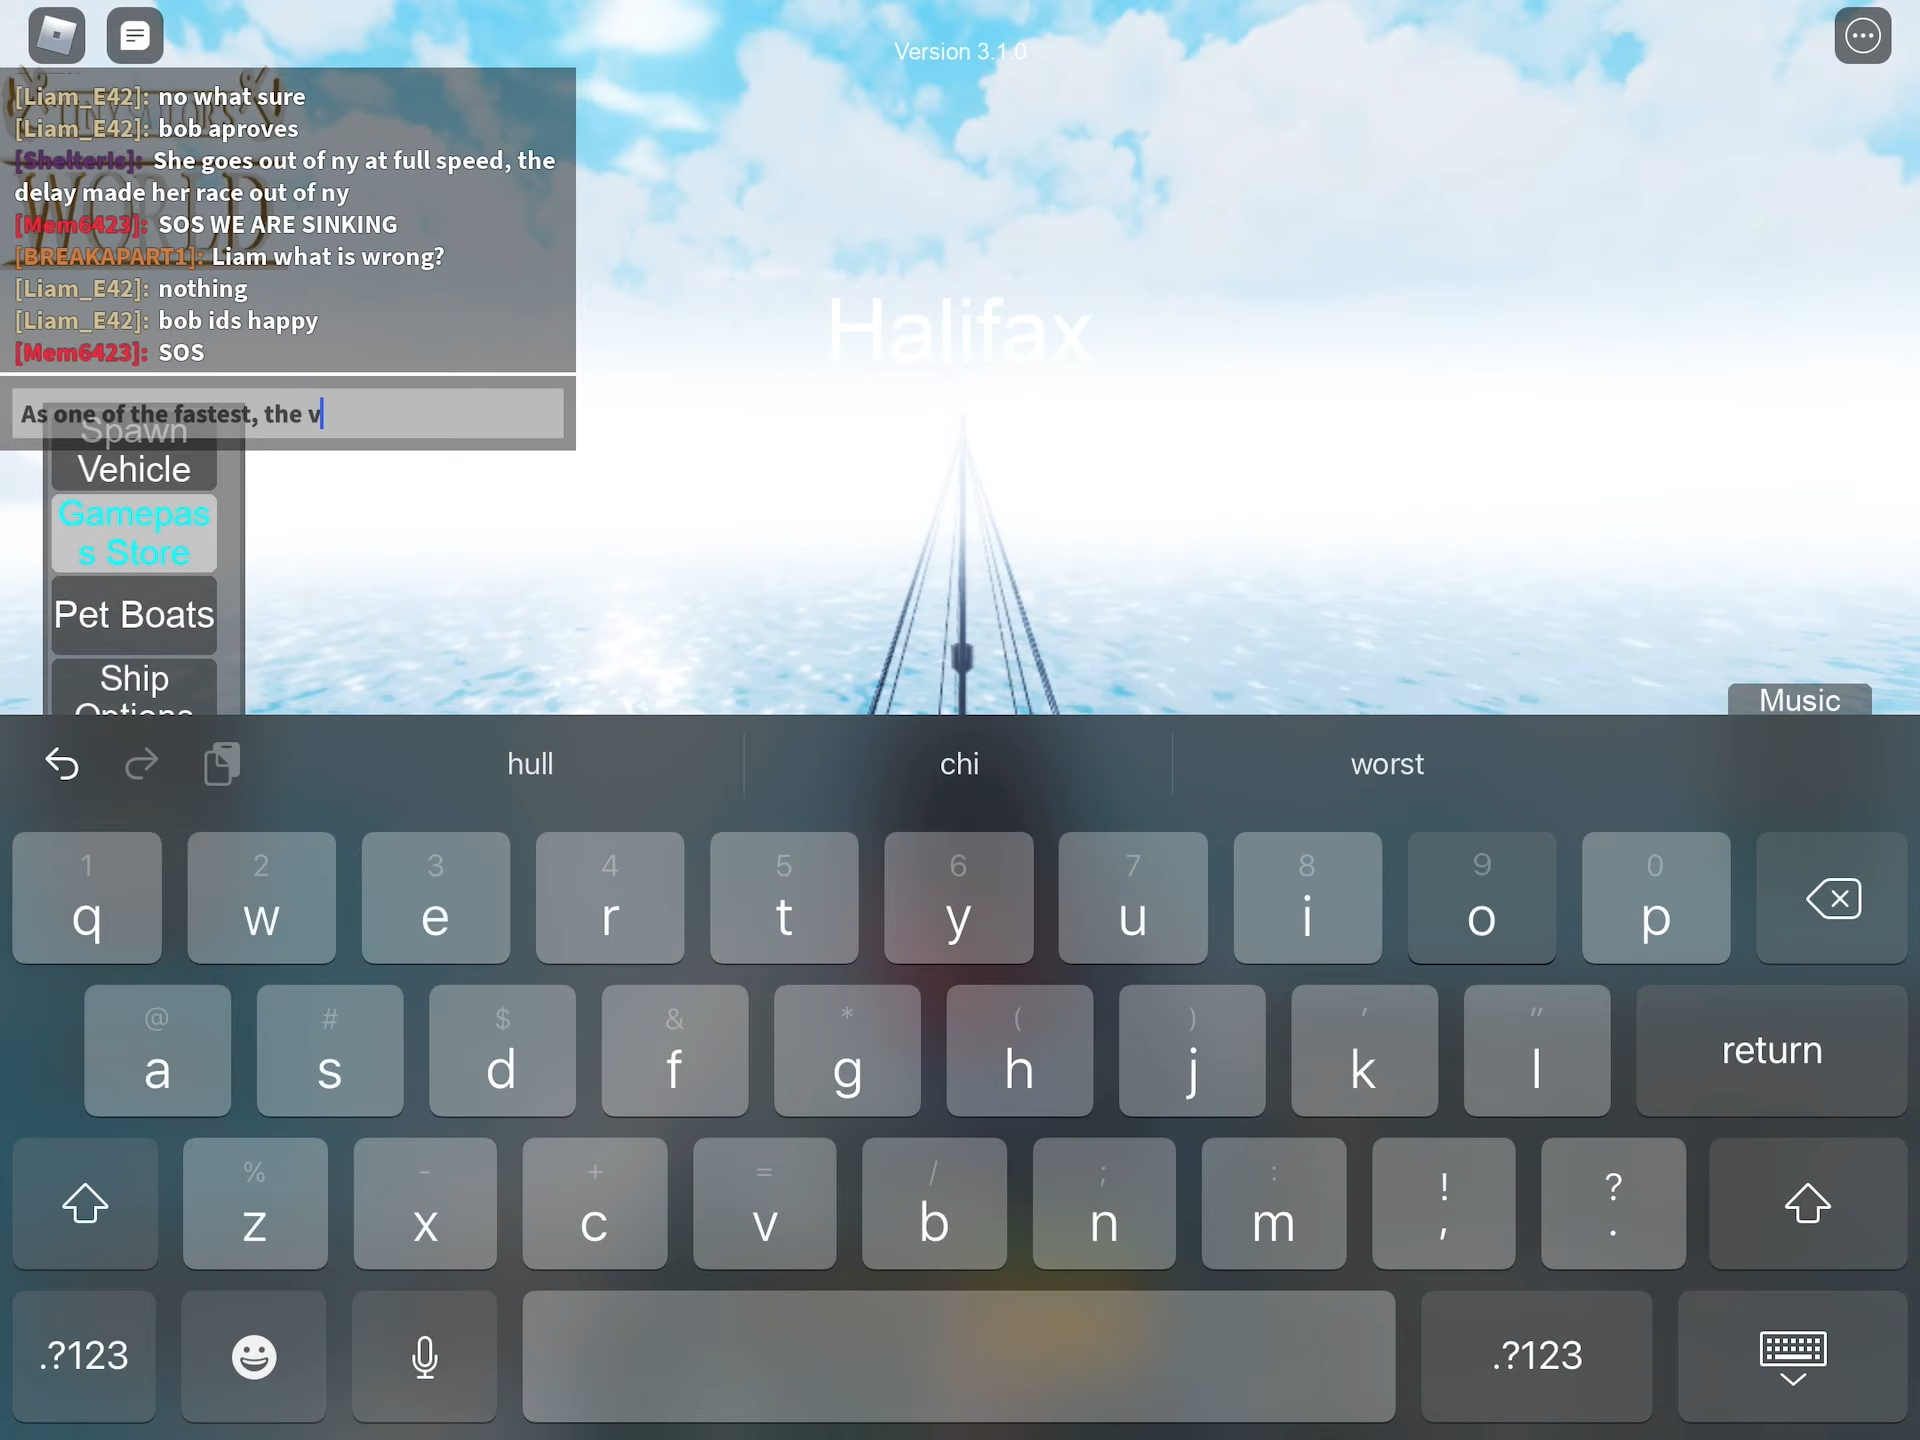 Version 3.1.0
[Liam_E42]: no what sure
[Liam_E42]: bob aproves
[ShelterIs]: She goes out of ny at full speed, the
delay made her race out of ny
[Mem6423]: SOS WE ARE SINKING
[BREAKAPART1]: Liam what is wrong?
[Liam_E42]: nothing
[Liam_E42]: bob ids happy
[Mem6423]: SOS
Halifax
As one of the fastest, the v
Spawn
Vehicle
Gamepas
s Store
Pet Boats
Ship
Options
Music
hull chi worst
1 2 3 4 5 6 7 8 9 0
q w e r t y u i o p
@ # $ & * ( ) ' "
a s d f g h j k l return
% - + = / ; : ! ?
z x c v b n m , .
.?123 .?123